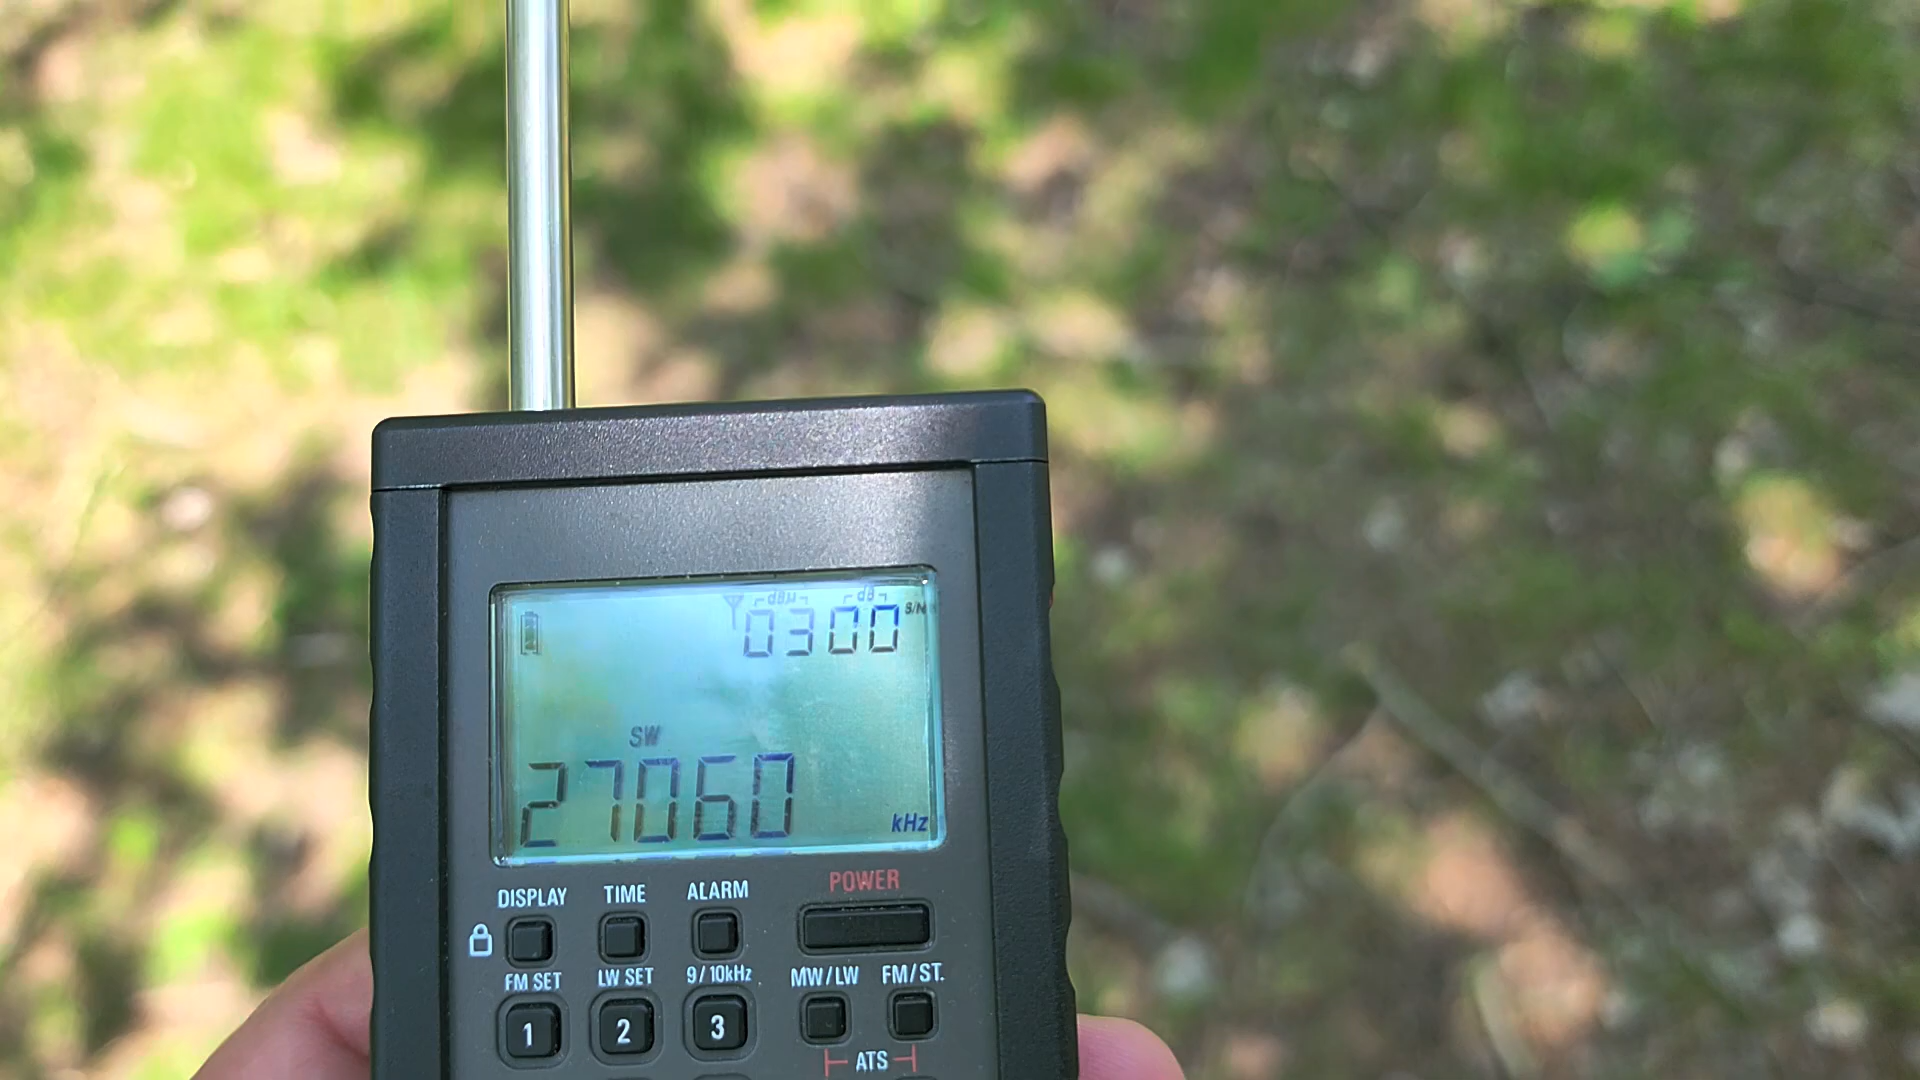 dBµ dB
0300 S/N
SW
27060 kHz
DISPLAY TIME ALARM POWER
FM SET LW SET 9/10kHz MW/LW FM/ST.
1 2 3
ATS